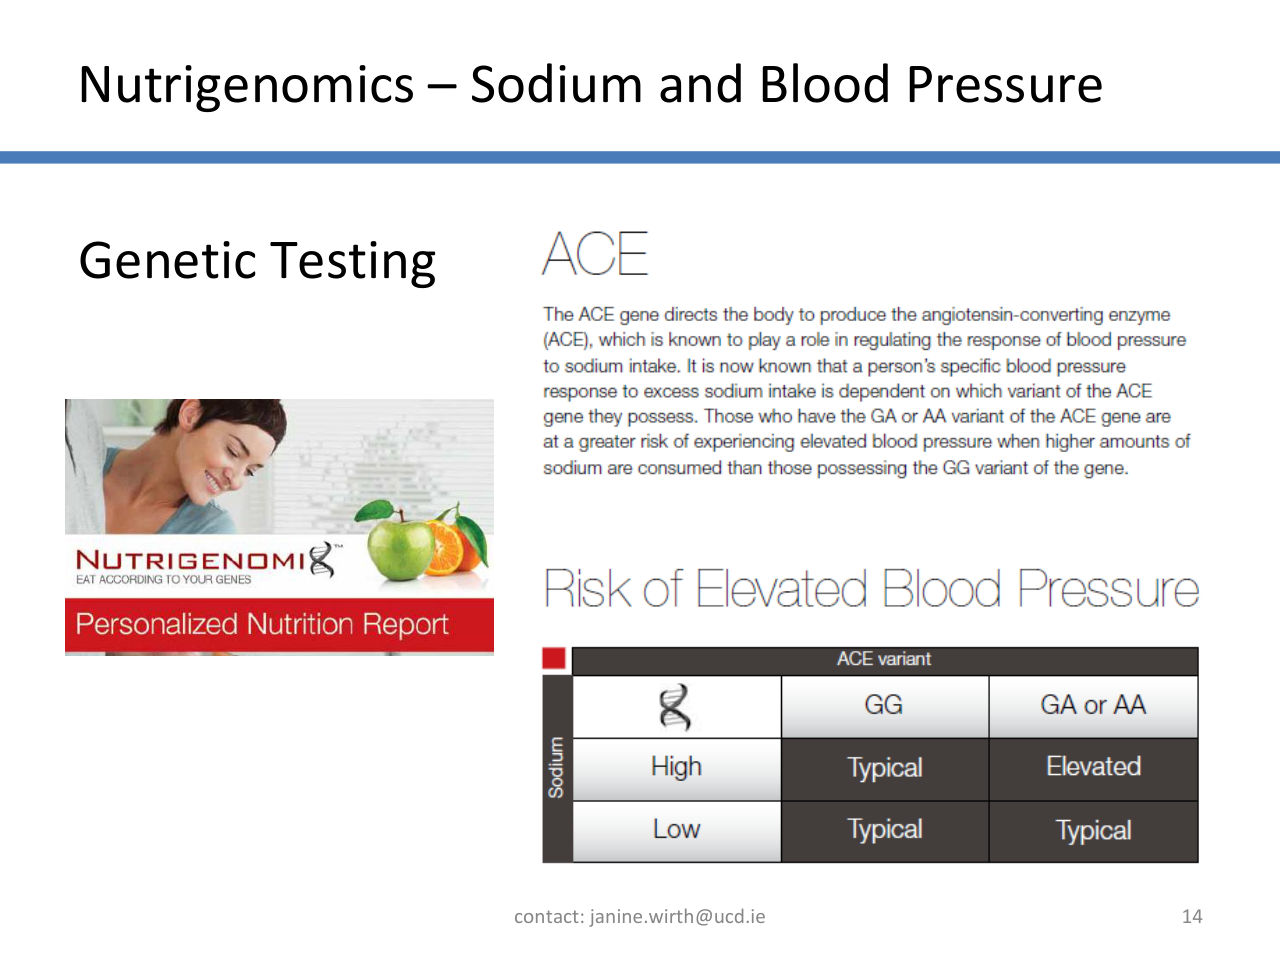 Nutrigenomics – Sodium and Blood Pressure
Genetic Testing
NUTRIGENOMIX™
EAT ACCORDING TO YOUR GENES
Personalized Nutrition Report
ACE
The ACE gene directs the body to produce the angiotensin-converting enzyme
(ACE), which is known to play a role in regulating the response of blood pressure
to sodium intake. It is now known that a person's specific blood pressure
response to excess sodium intake is dependent on which variant of the ACE
gene they possess. Those who have the GA or AA variant of the ACE gene are
at a greater risk of experiencing elevated blood pressure when higher amounts of
sodium are consumed than those possessing the GG variant of the gene.
Risk of Elevated Blood Pressure
ACE variant
GG GA or AA
Sodium
High Typical Elevated
Low Typical Typical
contact: janine.wirth@ucd.ie 14